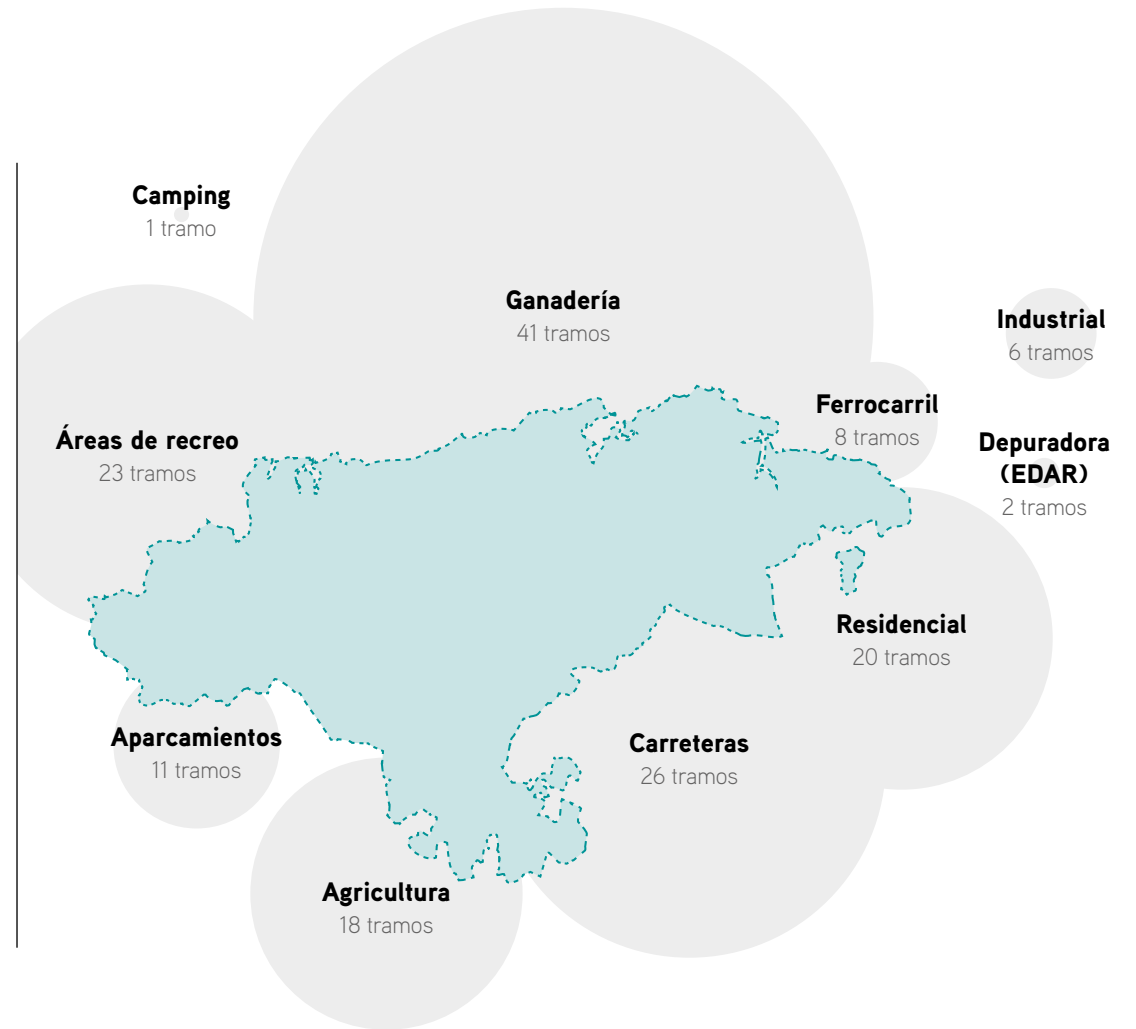 Camping
1 tramo
Ganadería
41 tramos
Industrial
6 tramos
Ferrocarril
8 tramos
Áreas de recreo
23 tramos
Depuradora
(EDAR)
2 tramos
Residencial
20 tramos
Aparcamientos
11 tramos
Carreteras
26 tramos
Agricultura
18 tramos